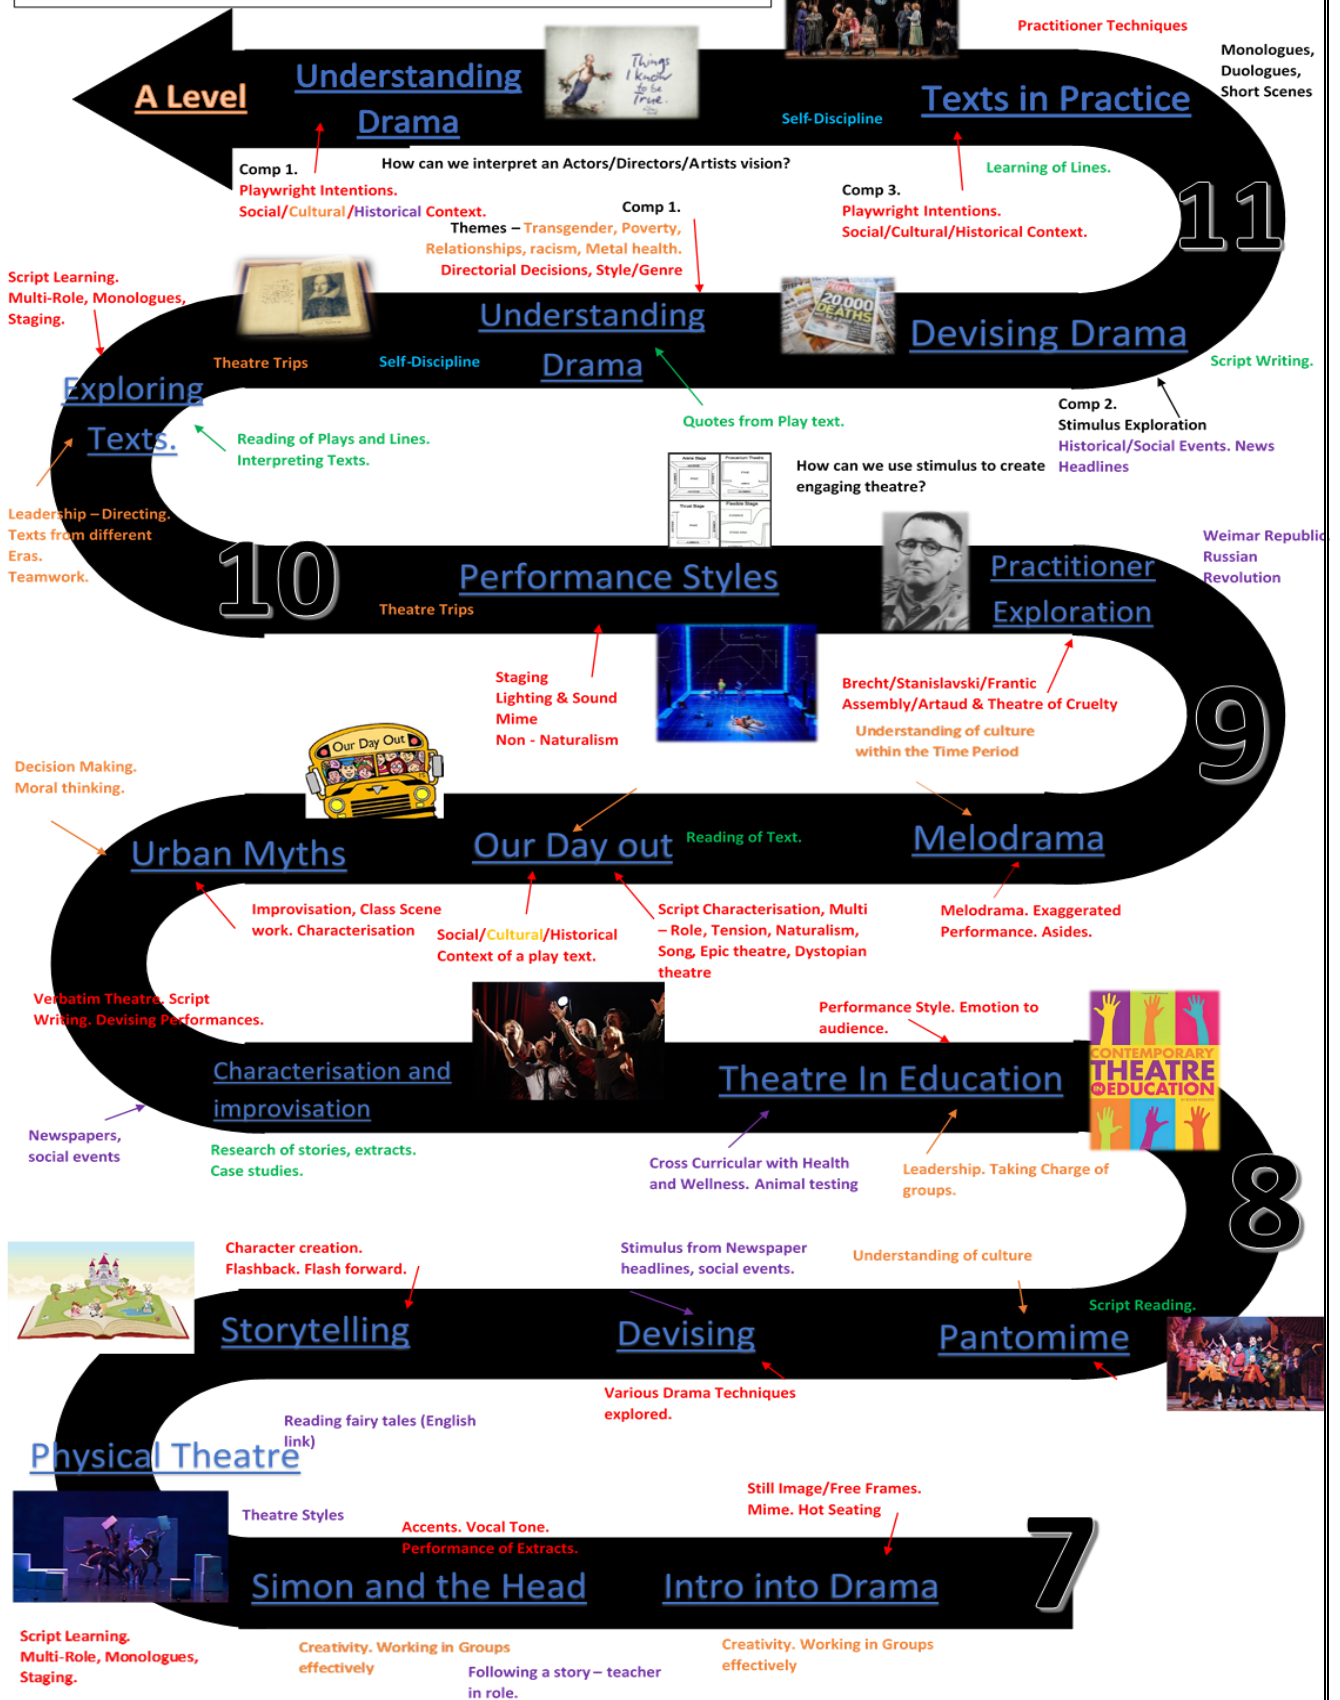 Practitioner Techniques
Monologues,
Duologues,
Short Scenes
A Level
Understanding
Drama
Things
I know
to be
True.
Self-Discipline
Texts in Practice
11
Comp 1.
Playwright Intentions.
Social/Cultural/Historical Context.
How can we interpret an Actors/Directors/Artists vision?
Learning of Lines.
Comp 3.
Playwright Intentions.
Social/Cultural/Historical Context.
Comp 1.
Themes – Transgender, Poverty,
Relationships, racism, Metal health.
Directorial Decisions, Style/Genre
Script Learning.
Multi-Role, Monologues,
Staging.
Theatre Trips
Self-Discipline
Understanding
Drama
20,000
DEATHS
Devising Drama
Script Writing.
Exploring
Texts.
Reading of Plays and Lines.
Interpreting Texts.
Quotes from Play text.
Comp 2.
Stimulus Exploration
Historical/Social Events. News
Headlines
How can we use stimulus to create
engaging theatre?
Leadership – Directing.
Texts from different
Eras.
Teamwork.
10
Theatre Trips
Performance Styles
Practitioner
Exploration
Weimar Republic
Russian
Revolution
Staging
Lighting & Sound
Mime
Non - Naturalism
Brecht/Stanislavski/Frantic
Assembly/Artaud & Theatre of Cruelty
Understanding of culture
within the Time Period
9
Decision Making.
Moral thinking.
Our Day Out
Urban Myths
Our Day out
Reading of Text.
Melodrama
Improvisation, Class Scene
work. Characterisation
Social/Cultural/Historical
Context of a play text.
Script Characterisation, Multi
– Role, Tension, Naturalism,
Song, Epic theatre, Dystopian
theatre
Melodrama. Exaggerated
Performance. Asides.
Verbatim Theatre. Script
Writing. Devising Performances.
Performance Style. Emotion to
audience.
Characterisation and
improvisation
Theatre In Education
CONTEMPORARY
THEATRE
IN EDUCATION
Newspapers,
social events
Research of stories, extracts.
Case studies.
Cross Curricular with Health
and Wellness. Animal testing
Leadership. Taking Charge of
groups.
8
Character creation.
Flashback. Flash forward.
Stimulus from Newspaper
headlines, social events.
Understanding of culture
Script Reading.
Storytelling
Devising
Pantomime
Various Drama Techniques
explored.
Reading fairy tales (English
link)
Physical Theatre
Theatre Styles
Accents. Vocal Tone.
Performance of Extracts.
Still Image/Free Frames.
Mime. Hot Seating
7
Simon and the Head
Intro into Drama
Script Learning.
Multi-Role, Monologues,
Staging.
Creativity. Working in Groups
effectively
Following a story – teacher
in role.
Creativity. Working in Groups
effectively